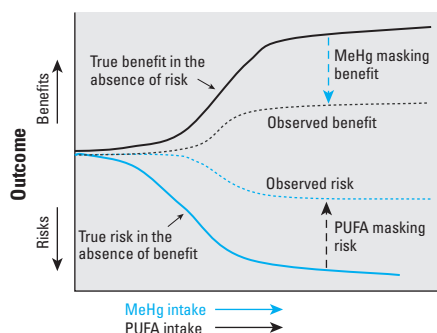 True benefit in the
absence of risk
MeHg masking
benefit
Observed benefit
Observed risk
PUFA masking
risk
True risk in the
absence of benefit
Benefits
Outcome
Risks
MeHg intake
PUFA intake